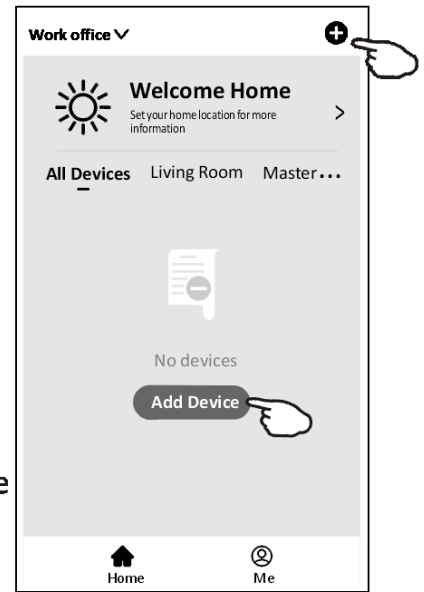 Work office
Welcome Home
Set your home location for more
information
All Devices Living Room Master...
No devices
Add Device
e
Home Me